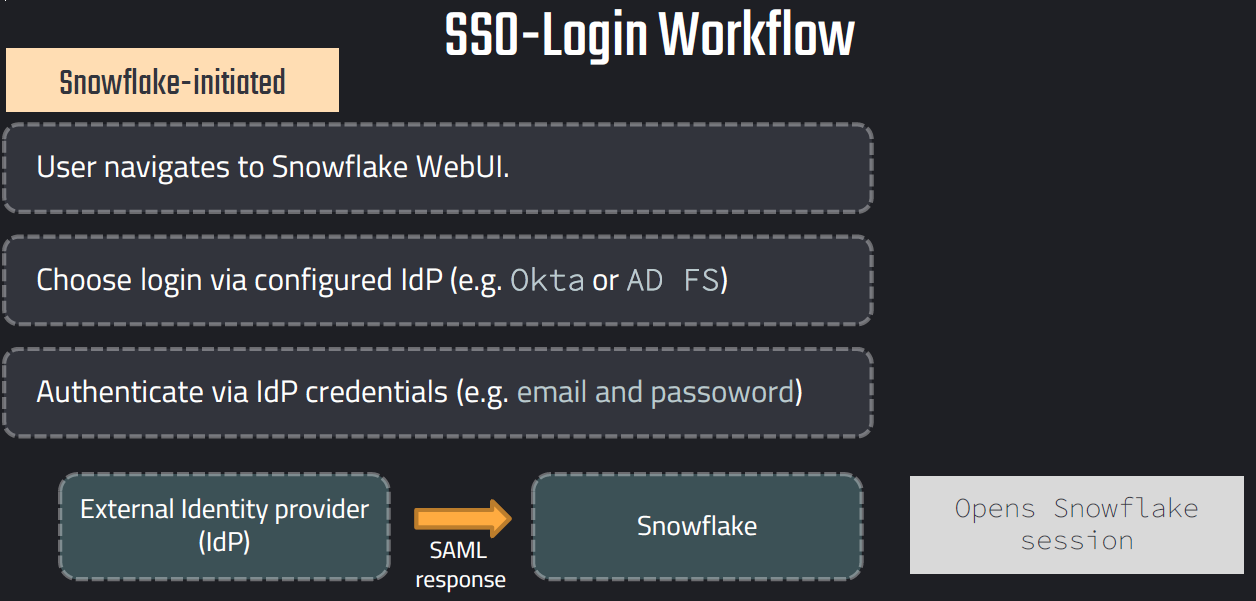 SSO-Login Workflow
Snowflake-initiated
User navigates to Snowflake WebUI.
Choose login via configured IdP (e.g. Okta or AD FS)
Authenticate via IdP credentials (e.g. email and passoword)
External Identity provider
(IdP)
SAML
response
Snowflake
Opens Snowflake
session